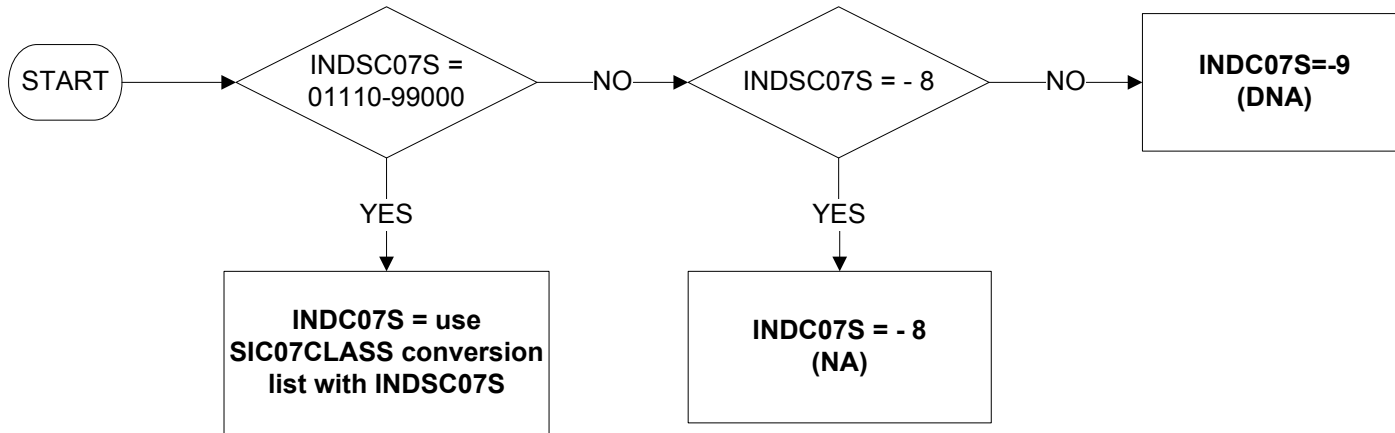 START
INDSC07S =
01110-99000
NO
INDSC07S = - 8
NO
INDC07S=-9
(DNA)
YES
YES
INDC07S = use
SIC07CLASS conversion
list with INDSC07S
INDC07S = - 8
(NA)